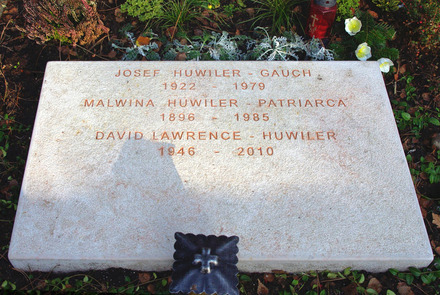 JOSEF HUWILER - GAUCH
1922 - 1979
MALWINA HUWILER - PATRIARCA
1896 - 1985
DAVID LAWRENCE - HUWILER
1946 - 2010